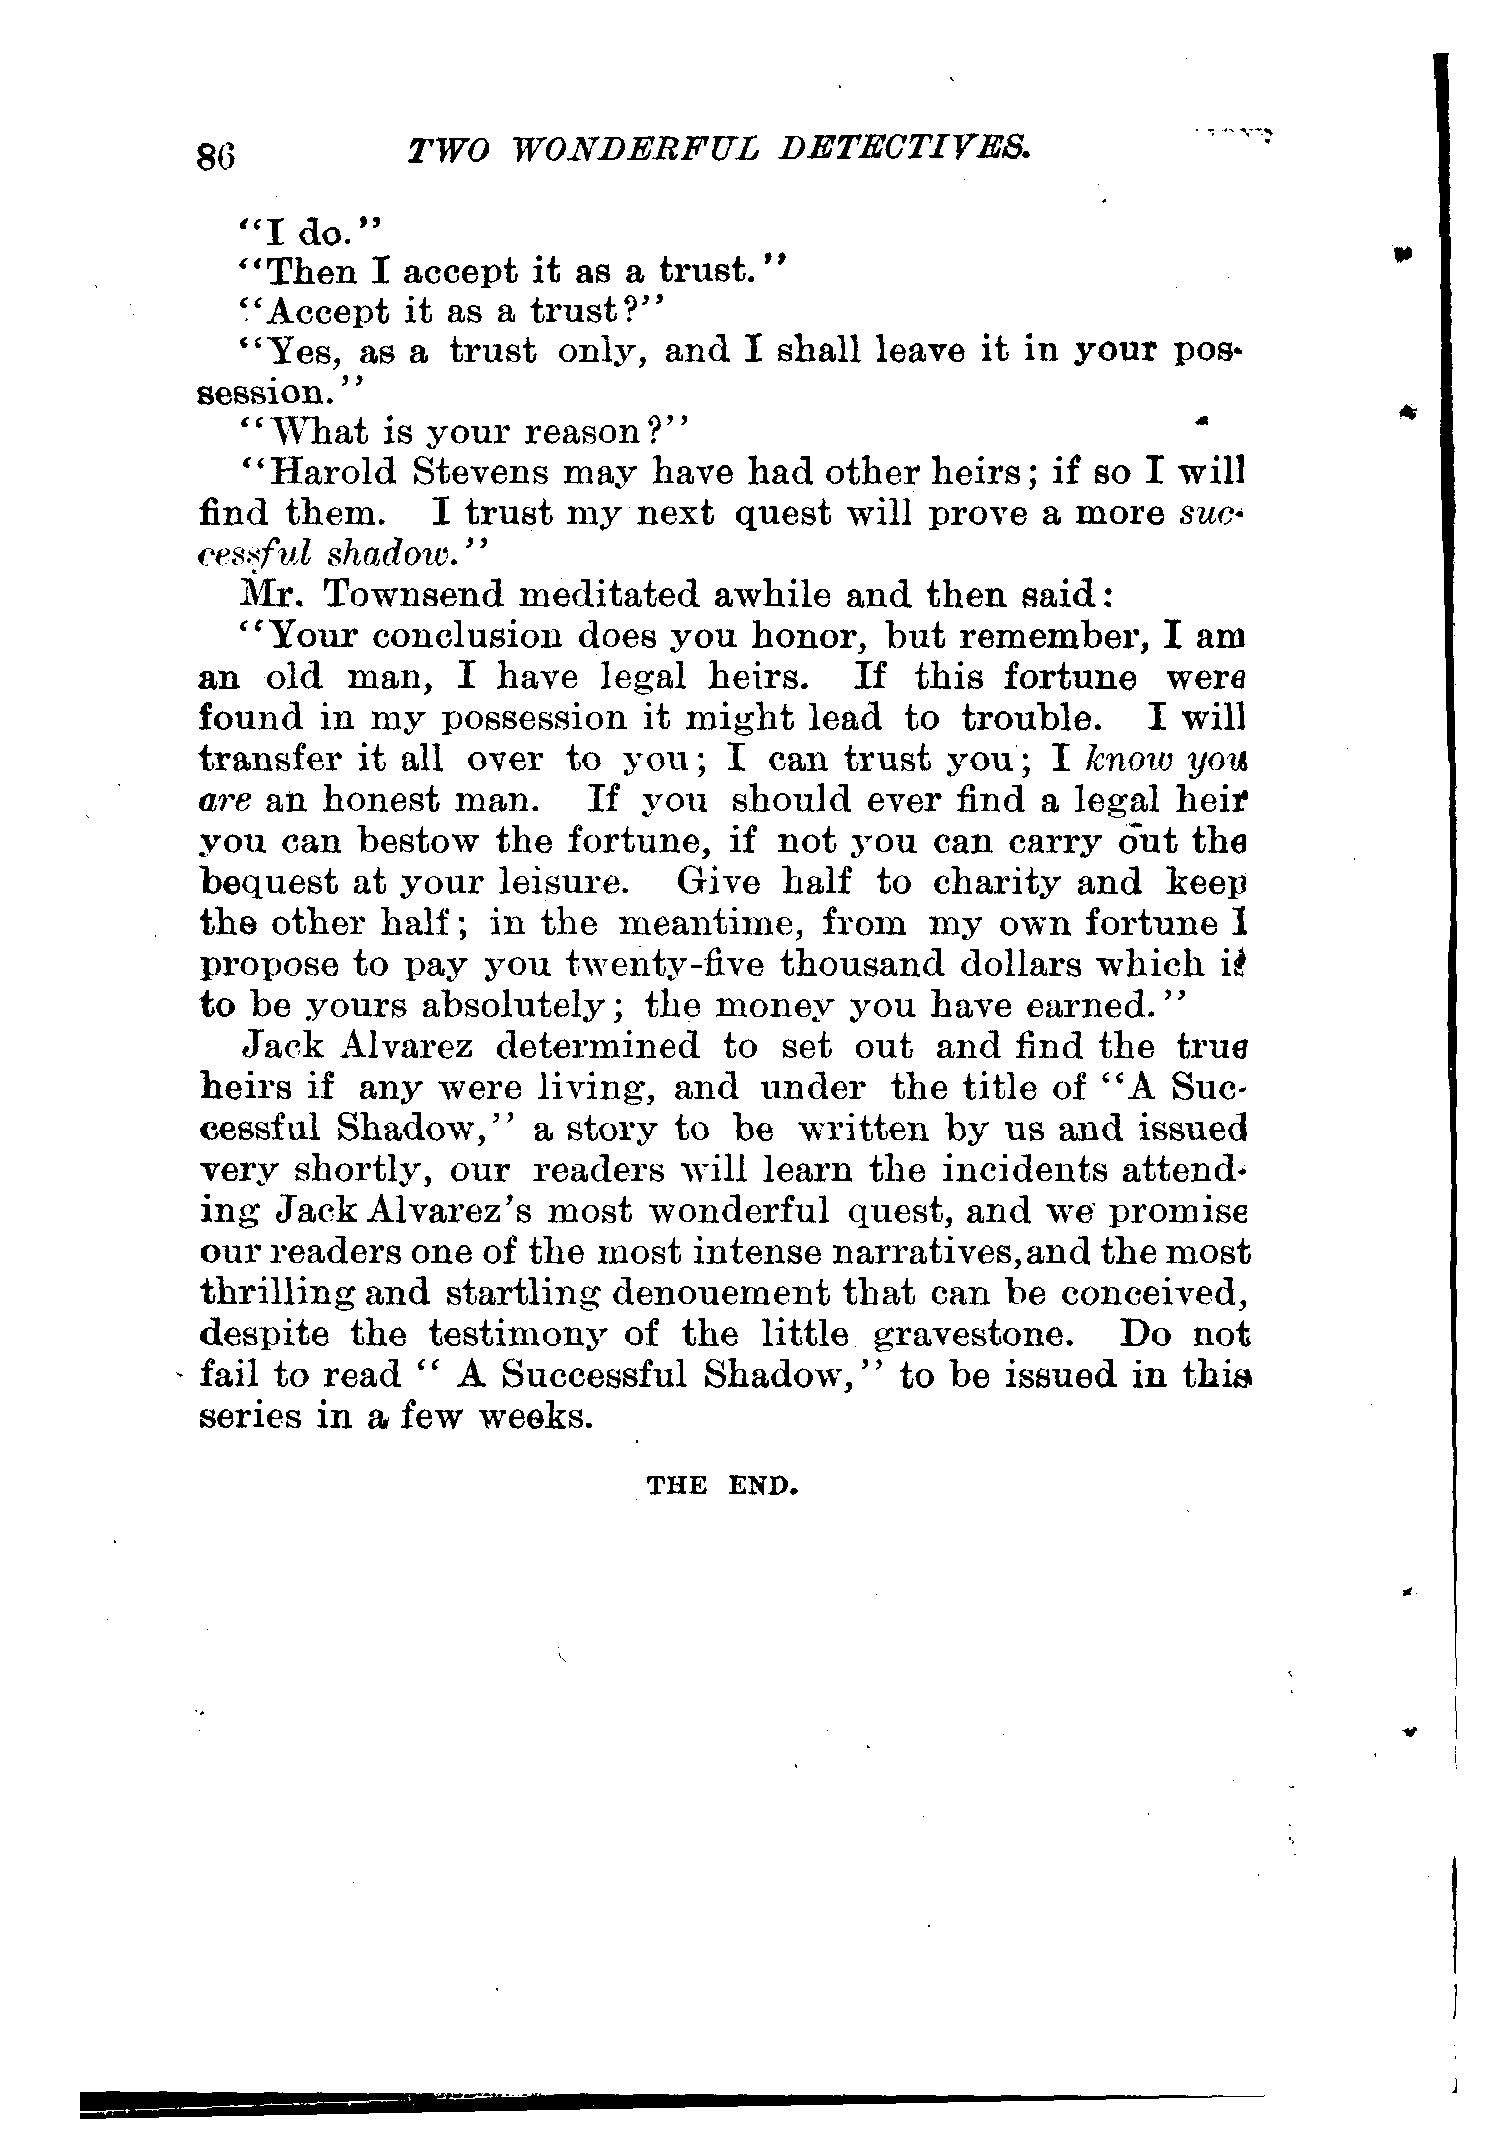 86 TWO WONDERFUL DETECTIVES.
"I do."
"Then I accept it as a trust."
"Accept it as a trust?"
"Yes, as a trust only, and I shall leave it in your pos-
session."
"What is your reason?"
"Harold Stevens may have had other heirs; if so I will
find them. I trust my next quest will prove a more suc-
cessful shadow."
Mr. Townsend meditated awhile and then said:
"Your conclusion does you honor, but remember, I am
an old man, I have legal heirs. If this fortune were
found in my possession it might lead to trouble. I will
transfer it all over to you; I can trust you; I know you
are an honest man. If you should ever find a legal heir
you can bestow the fortune, if not you can carry out the
bequest at your leisure. Give half to charity and keep
the other half; in the meantime, from my own fortune I
propose to pay you twenty-five thousand dollars which is
to be yours absolutely; the money you have earned."
Jack Alvarez determined to set out and find the true
heirs if any were living, and under the title of "A Suc-
cessful Shadow," a story to be written by us and issued
very shortly, our readers will learn the incidents attend-
ing Jack Alvarez's most wonderful quest, and we promise
our readers one of the most intense narratives,and the most
thrilling and startling denouement that can be conceived,
despite the testimony of the little gravestone. Do not
fail to read " A Successful Shadow," to be issued in this
series in a few weeks.
THE END.